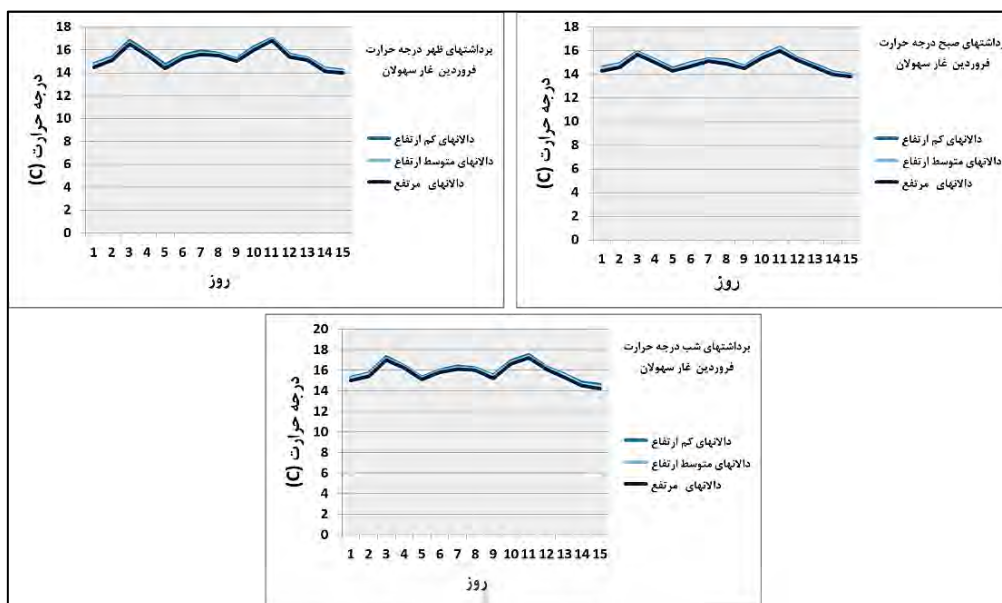 برداشتهای صبح درجه حرارت
فروردین غار سهولان
18
16
14
12
10
8
6
4
2
0
درجه حرارت (C)
دالانهای کم ارتفاع
دالانهای متوسط ارتفاع
دالانهای مرتفع
1 2 3 4 5 6 7 8 9 10 11 12 13 14 15
روز
برداشتهای ظهر درجه حرارت
فروردین غار سهولان
18
16
14
12
10
8
6
4
2
0
درجه حرارت (C)
دالانهای کم ارتفاع
دالانهای متوسط ارتفاع
دالانهای مرتفع
1 2 3 4 5 6 7 8 9 10 11 12 13 14 15
روز
برداشتهای شب درجه حرارت
فروردین غار سهولان
20
18
16
14
12
10
8
6
4
2
0
درجه حرارت (C)
دالانهای کم ارتفاع
دالانهای متوسط ارتفاع
دالانهای مرتفع
1 2 3 4 5 6 7 8 9 10 11 12 13 14 15
روز